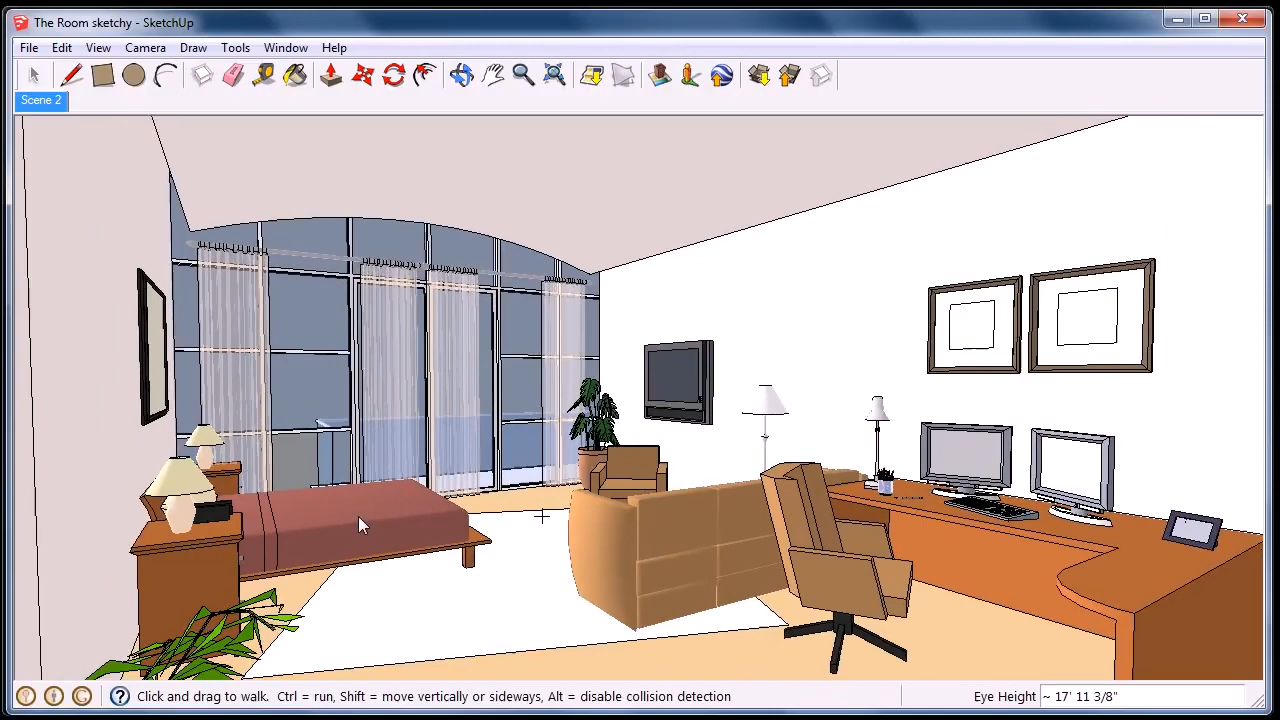 The Room sketchy - SketchUp
File Edit View Camera Draw Tools Window Help
Scene 2
Click and drag to walk. Ctrl = run, Shift = move vertically or sideways, Alt = disable collision detection
Eye Height ~ 17' 11 3/8"